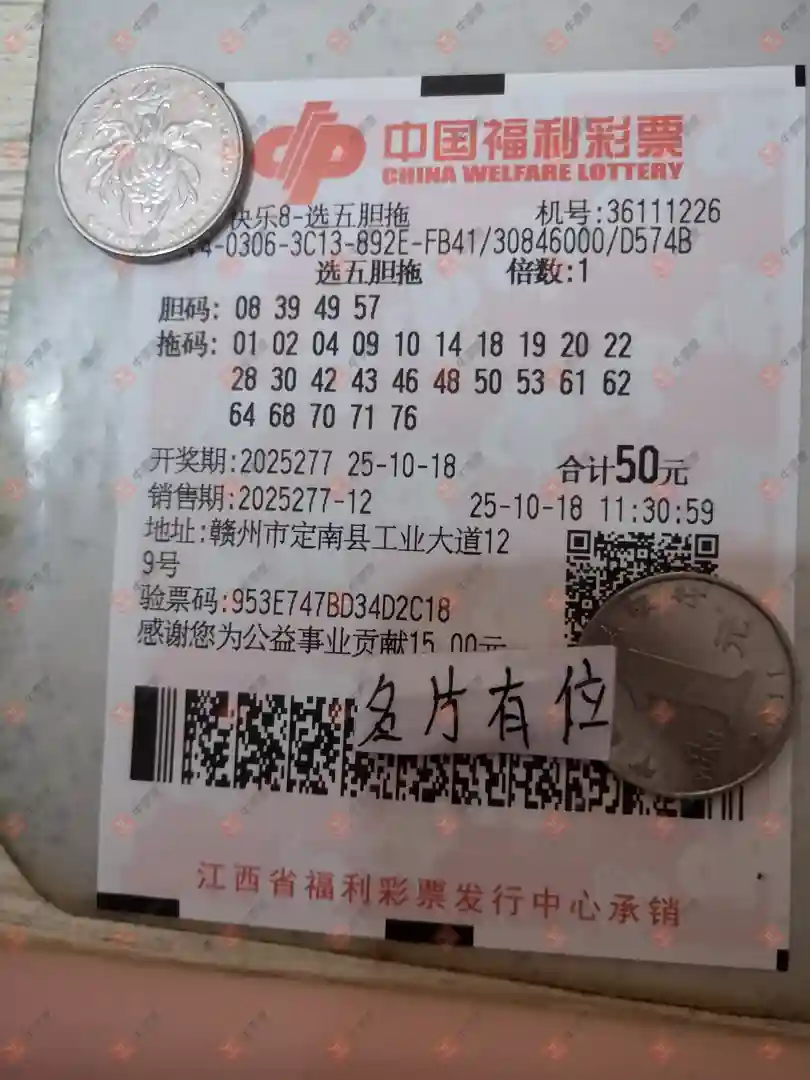 中国福利彩票
CHINA WELFARE LOTTERY
快乐8-选五胆拖 机号:36111226
4-0306-3C13-892E-FB41/30846000/D574B
选五胆拖 倍数:1
胆码: 08 39 49 57
拖码: 01 02 04 09 10 14 18 19 20 22
28 30 42 43 46 48 50 53 61 62
64 68 70 71 76
开奖期:2025277 25-10-18 合计50元
销售期:2025277-12 25-10-18 11:30:59
地址:赣州市定南县工业大道12
9号
验票码:953E747BD34D2C18
感谢您为公益事业贡献15.00元
名片有位
1 元
江西省福利彩票发行中心承销